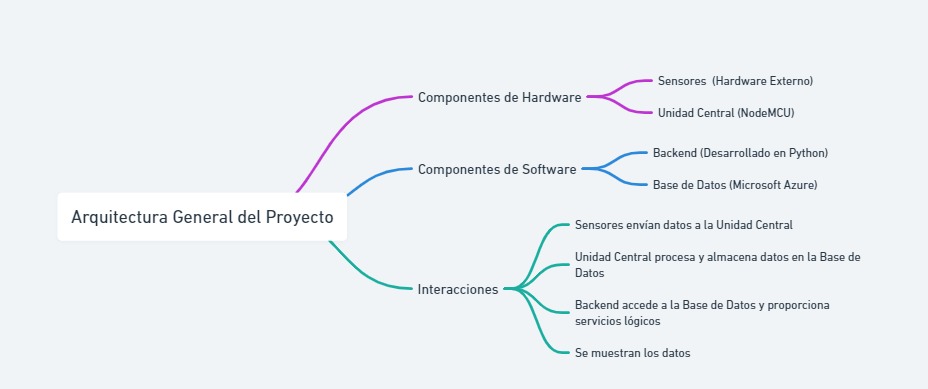 Arquitectura General del Proyecto
Componentes de Hardware
Sensores (Hardware Externo)
Unidad Central (NodeMCU)
Componentes de Software
Backend (Desarrollado en Python)
Base de Datos (Microsoft Azure)
Interacciones
Sensores envían datos a la Unidad Central
Unidad Central procesa y almacena datos en la Base de
Datos
Backend accede a la Base de Datos y proporciona
servicios lógicos
Se muestran los datos